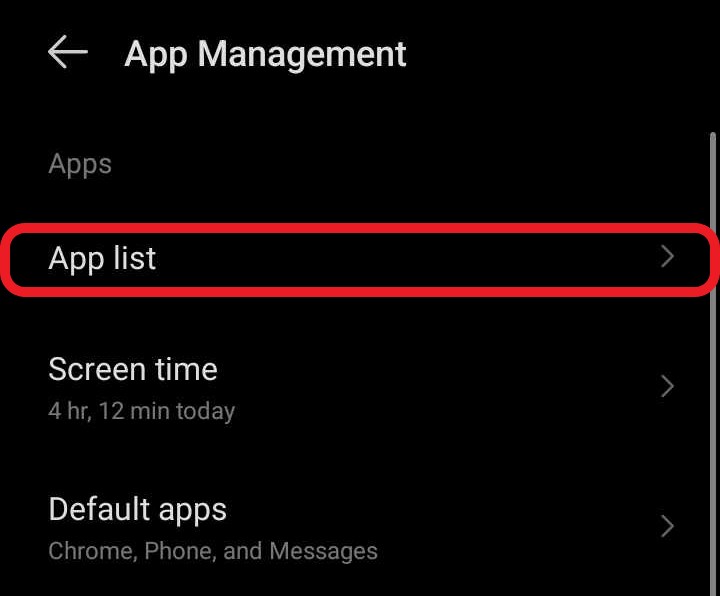 App Management
Apps
App list
Screen time
4 hr, 12 min today
Default apps
Chrome, Phone, and Messages